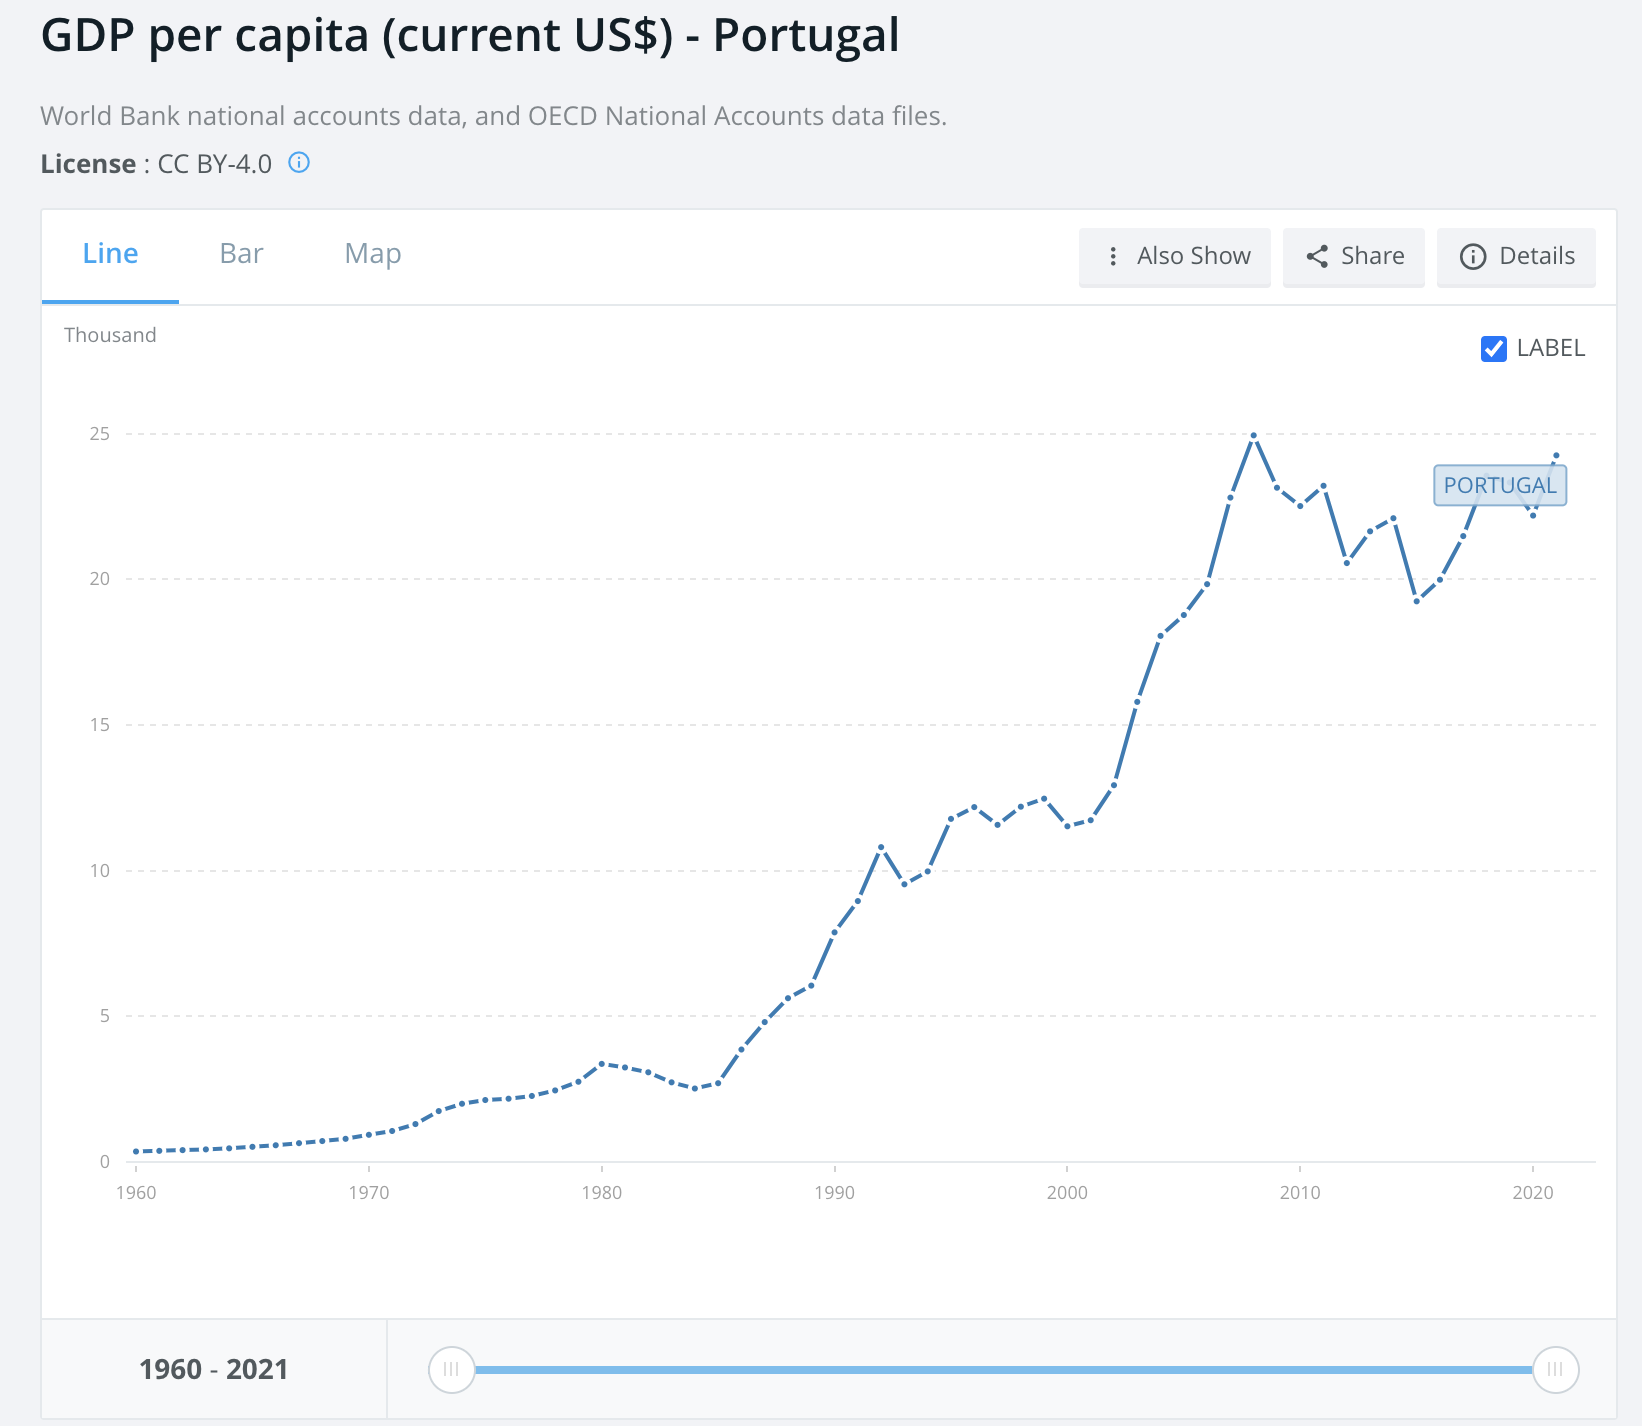 GDP per capita (current US$) - Portugal
World Bank national accounts data, and OECD National Accounts data files.
License : CC BY-4.0
Line Bar Map Also Show Share Details
Thousand
LABEL
25
PORTUGAL
20
15
10
5
0
1960 1970 1980 1990 2000 2010 2020
1960 - 2021